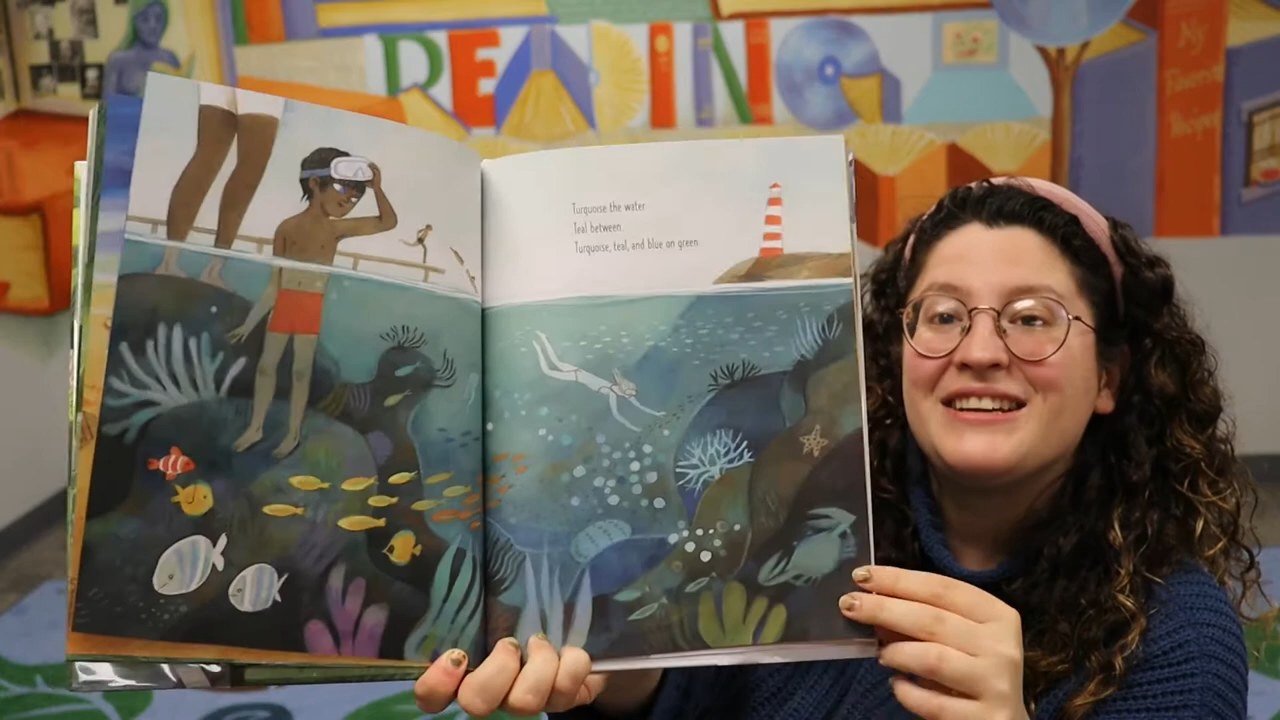 READING
My
Favorite
Recipes
Turquoise the water.
Teal between.
Turquoise, teal, and blue on green.